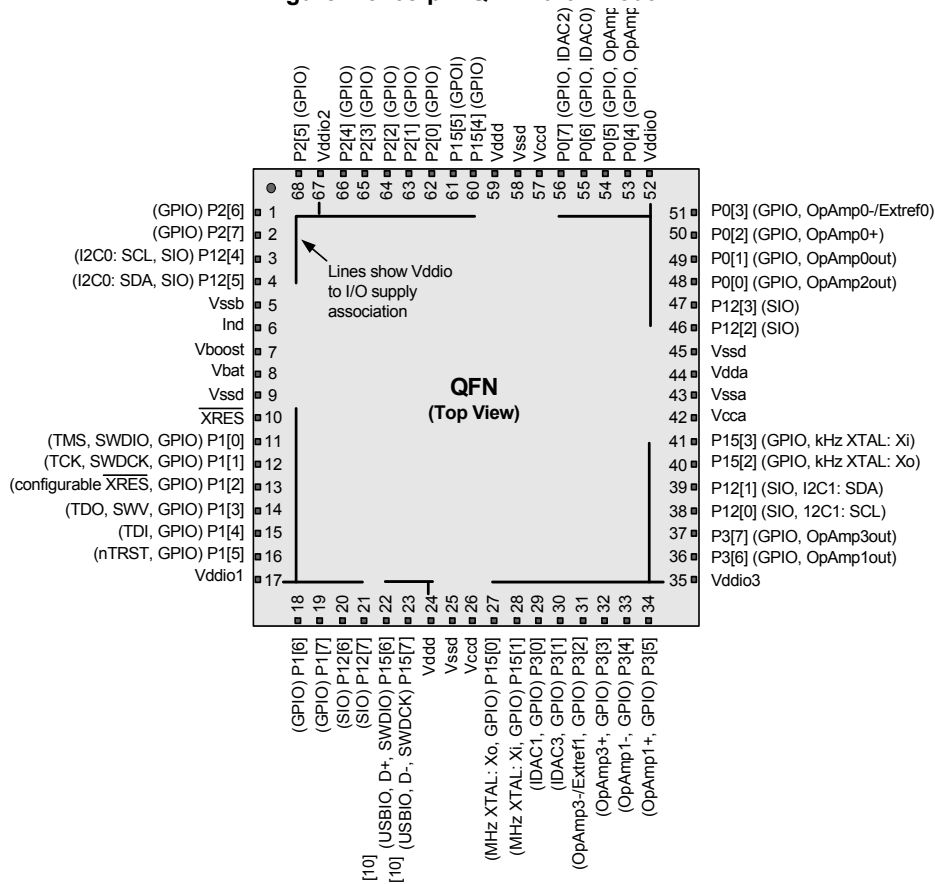 P2[5] (GPIO)
Vddio2
P2[4] (GPIO)
P2[3] (GPIO)
P2[2] (GPIO)
P2[1] (GPIO)
P2[0] (GPIO)
P15[5] (GPOI)
P15[4] (GPIO)
Vddd
Vssd
Vccd
P0[7] (GPIO, IDAC2)
P0[6] (GPIO, IDAC0)
P0[5] (GPIO, OpAmp
P0[4] (GPIO, OpAmp
Vddio0
68 67 66 65 64 63 62 61 60 59 58 57 56 55 54 53 52
(GPIO) P2[6] 1
(GPIO) P2[7] 2
(I2C0: SCL, SIO) P12[4] 3
(I2C0: SDA, SIO) P12[5] 4
Vssb 5
Ind 6
Vboost 7
Vbat 8
Vssd 9
XRES 10
(TMS, SWDIO, GPIO) P1[0] 11
(TCK, SWDCK, GPIO) P1[1] 12
(configurable XRES, GPIO) P1[2] 13
(TDO, SWV, GPIO) P1[3] 14
(TDI, GPIO) P1[4] 15
(nTRST, GPIO) P1[5] 16
Vddio1 17
Lines show Vddio
to I/O supply
association
QFN
(Top View)
51 P0[3] (GPIO, OpAmp0-/Extref0)
50 P0[2] (GPIO, OpAmp0+)
49 P0[1] (GPIO, OpAmp0out)
48 P0[0] (GPIO, OpAmp2out)
47 P12[3] (SIO)
46 P12[2] (SIO)
45 Vssd
44 Vdda
43 Vssa
42 Vcca
41 P15[3] (GPIO, kHz XTAL: Xi)
40 P15[2] (GPIO, kHz XTAL: Xo)
39 P12[1] (SIO, I2C1: SDA)
38 P12[0] (SIO, 12C1: SCL)
37 P3[7] (GPIO, OpAmp3out)
36 P3[6] (GPIO, OpAmp1out)
35 Vddio3
18 19 20 21 22 23 24 25 26 27 28 29 30 31 32 33 34
(GPIO) P1[6]
(GPIO) P1[7]
(SIO) P12[6]
(SIO) P12[7]
[10] (USBIO, D+, SWDIO) P15[6]
[10] (USBIO, D-, SWDCK) P15[7]
Vddd
Vssd
Vccd
(MHz XTAL: Xo, GPIO) P15[0]
(MHz XTAL: Xi, GPIO) P15[1]
(IDAC1, GPIO) P3[0]
(IDAC3, GPIO) P3[1]
(OpAmp3-/Extref1, GPIO) P3[2]
(OpAmp3+, GPIO) P3[3]
(OpAmp1-, GPIO) P3[4]
(OpAmp1+, GPIO) P3[5]